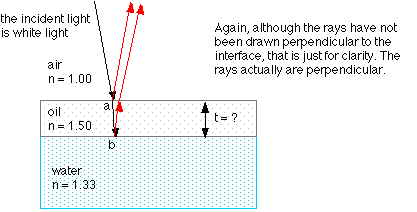 the incident light
is white light
Again, although the rays have not
been drawn perpendicular to the
interface, that is just for clarity. The
rays actually are perpendicular.
air
n = 1.00
a
oil
n = 1.50
t = ?
b
water
n = 1.33